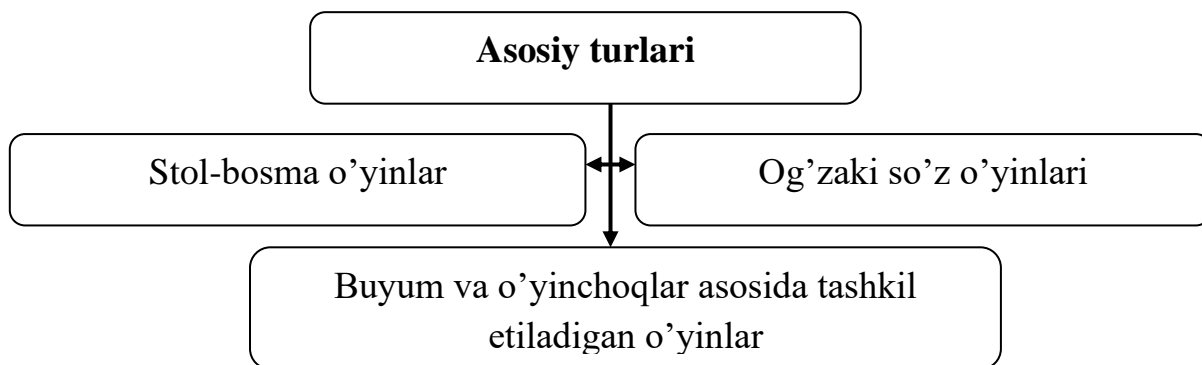 Asosiy turlari
Stol-bosma o’yinlar
Og’zaki so’z o’yinlari
Buyum va o’yinchoqlar asosida tashkil
etiladigan o’yinlar